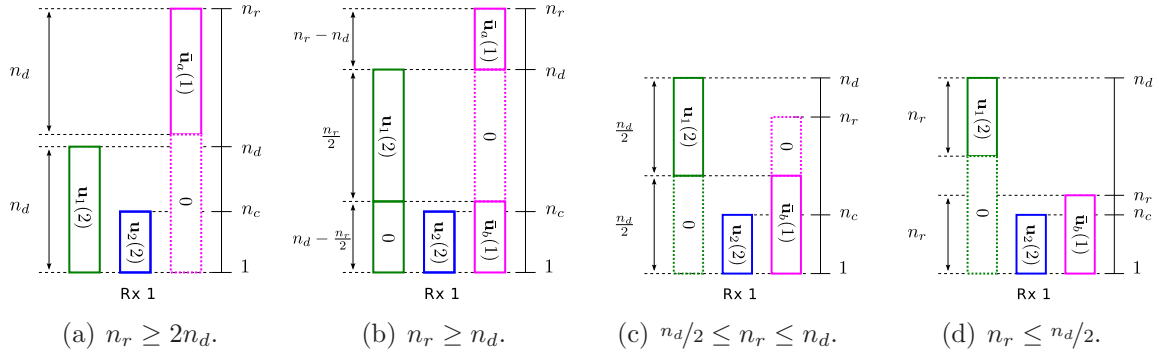 n_r
n_d
n_d
n_d
n_c
1
ū_a(1)
0
u_1(2)
u_2(2)
Rx 1
(a) n_r ≥ 2n_d.
n_r
n_r − n_d
n_d
n_r/2
n_d − n_r/2
n_c
1
ū_a(1)
0
ū_b(1)
u_1(2)
0
u_2(2)
Rx 1
(b) n_r ≥ n_d.
n_d
n_r
n_d/2
n_d/2
n_c
1
u_1(2)
0
u_2(2)
0
ū_b(1)
Rx 1
(c) n_d/2 ≤ n_r ≤ n_d.
n_d
n_r
n_r
n_r
n_c
1
u_1(2)
0
u_2(2)
ū_b(1)
Rx 1
(d) n_r ≤ n_d/2.